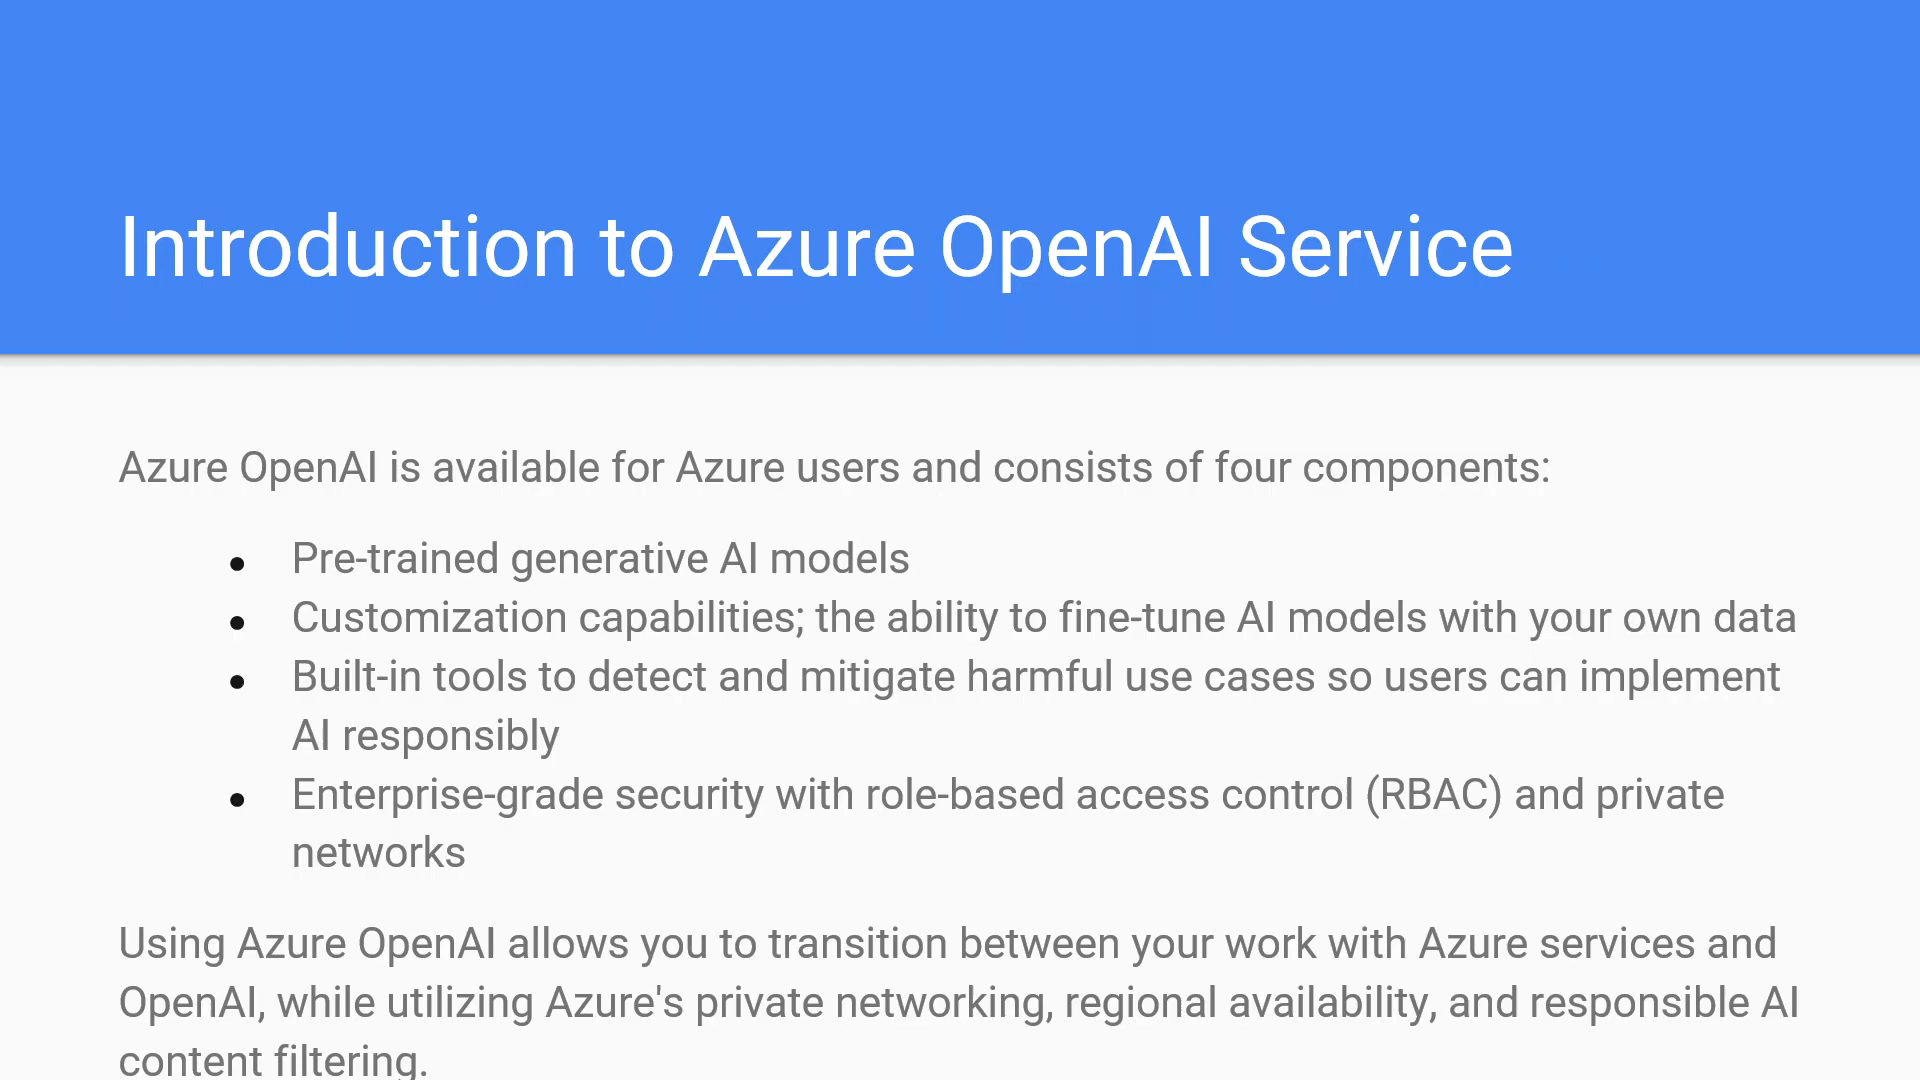 Introduction to Azure OpenAI Service
Azure OpenAI is available for Azure users and consists of four components:
● Pre-trained generative AI models
● Customization capabilities; the ability to fine-tune AI models with your own data
● Built-in tools to detect and mitigate harmful use cases so users can implement
AI responsibly
● Enterprise-grade security with role-based access control (RBAC) and private
networks
Using Azure OpenAI allows you to transition between your work with Azure services and
OpenAI, while utilizing Azure's private networking, regional availability, and responsible AI
content filtering.